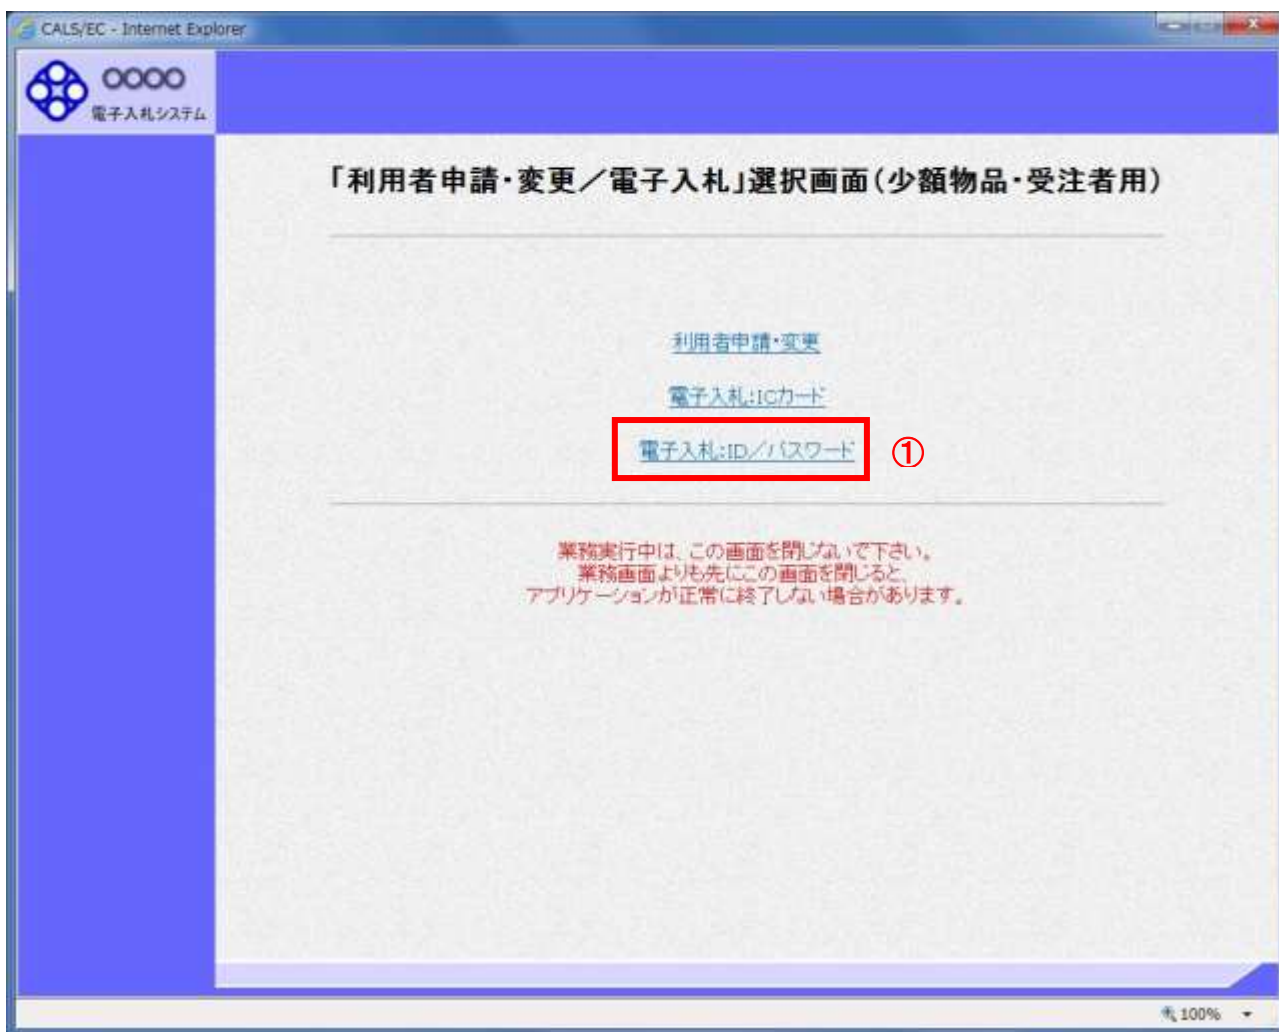 CALS/EC - Internet Explorer
○○○○
電子入札システム
「利用者申請・変更／電子入札」選択画面(少額物品・受注者用)
利用者申請・変更
電子入札:ICカード
電子入札:ID／パスワード
①
業務実行中は、この画面を閉じないで下さい。
業務画面よりも先にこの画面を閉じると、
アプリケーションが正常に終了しない場合があります。
100%